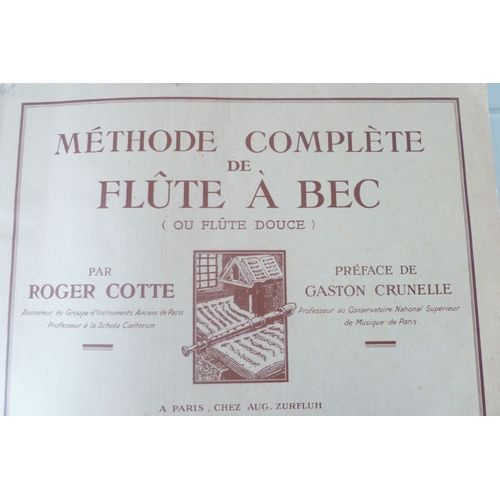 MÉTHODE COMPLÈTE
DE
FLÛTE À BEC
( OU FLÛTE DOUCE )
PAR
ROGER COTTE
Animateur du Groupe d'Instruments Anciens de Paris
Professeur à la Schola Cantorum
PRÉFACE DE
GASTON CRUNELLE
Professeur au Conservatoire National Supérieur
de Musique de Paris
A PARIS, CHEZ AUG. ZURFLUH